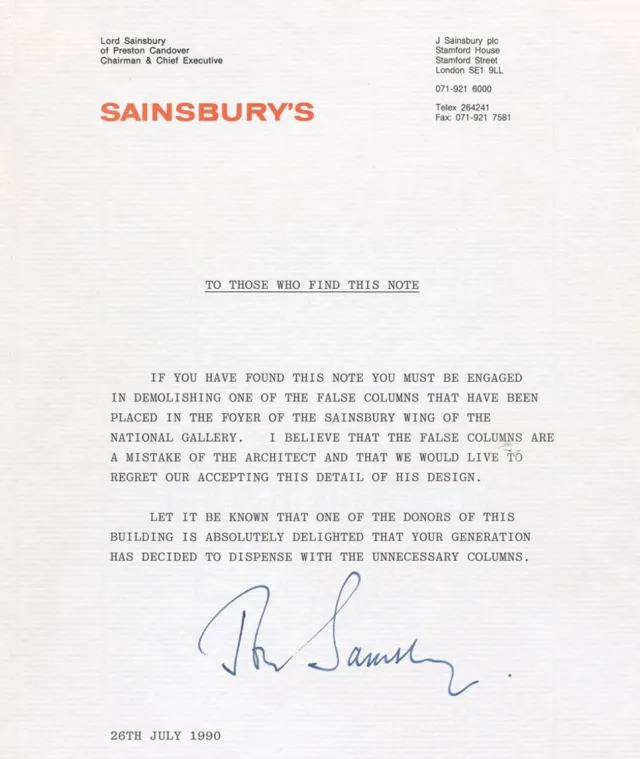 Lord Sainsbury
of Preston Candover
Chairman & Chief Executive
J Sainsbury plc
Stamford House
Stamford Street
London SE1 9LL
071-921 6000
Telex 264241
Fax: 071-921 7581
SAINSBURY'S
TO THOSE WHO FIND THIS NOTE
IF YOU HAVE FOUND THIS NOTE YOU MUST BE ENGAGED
IN DEMOLISHING ONE OF THE FALSE COLUMNS THAT HAVE BEEN
PLACED IN THE FOYER OF THE SAINSBURY WING OF THE
NATIONAL GALLERY. I BELIEVE THAT THE FALSE COLUMNS ARE
A MISTAKE OF THE ARCHITECT AND THAT WE WOULD LIVE TO
REGRET OUR ACCEPTING THIS DETAIL OF HIS DESIGN.
LET IT BE KNOWN THAT ONE OF THE DONORS OF THIS
BUILDING IS ABSOLUTELY DELIGHTED THAT YOUR GENERATION
HAS DECIDED TO DISPENSE WITH THE UNNECESSARY COLUMNS.
26TH JULY 1990